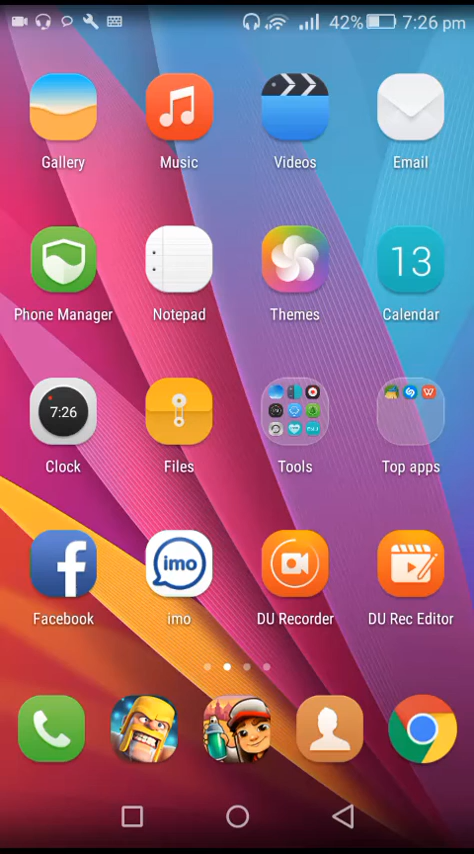 42% 7:26 pm
Gallery Music Videos Email
13
Phone Manager Notepad Themes Calendar
7:26
Clock Files Tools Top apps
f imo
Facebook imo DU Recorder DU Rec Editor